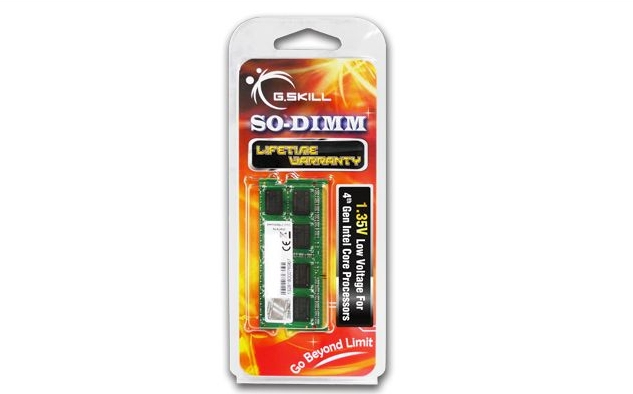 G.SKILL
SO-DIMM
LIFETIME
WARRANTY
1.35V Low Voltage For
4th Gen Intel Core Processors
Go Beyond Limit